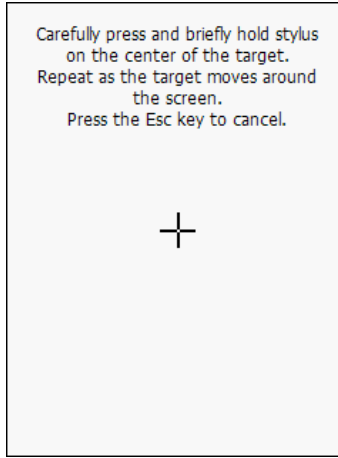 Carefully press and briefly hold stylus
on the center of the target.
Repeat as the target moves around
the screen.
Press the Esc key to cancel.